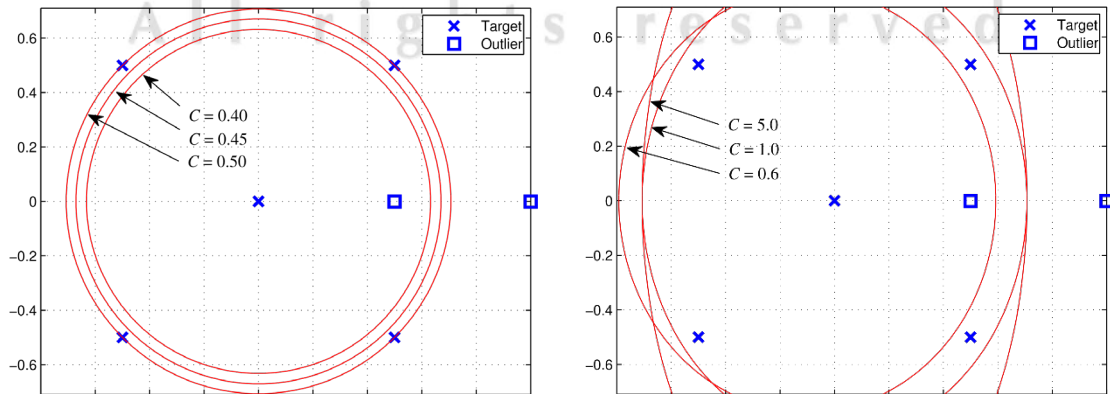 All rights reserved
Target
Outlier
0.6
0.4
0.2
0
−0.2
−0.4
−0.6
C = 0.40
C = 0.45
C = 0.50
Target
Outlier
0.6
0.4
0.2
0
−0.2
−0.4
−0.6
C = 5.0
C = 1.0
C = 0.6